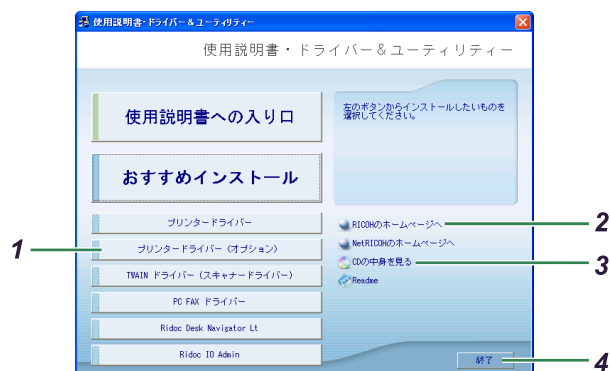 使用説明書・ドライバー & ユーティリティー
使用説明書・ドライバー＆ユーティリティー
使用説明書への入り口
おすすめインストール
プリンタードライバー
プリンタードライバー（オプション）
TWAIN ドライバー（スキャナードライバー）
PC FAX ドライバー
Ridoc Desk Navigator Lt
Ridoc IO Admin
左のボタンからインストールしたいものを
選択してください。
RICOHのホームページへ
NetRICOHのホームページへ
CDの中身を見る
Readme
終了
1
2
3
4